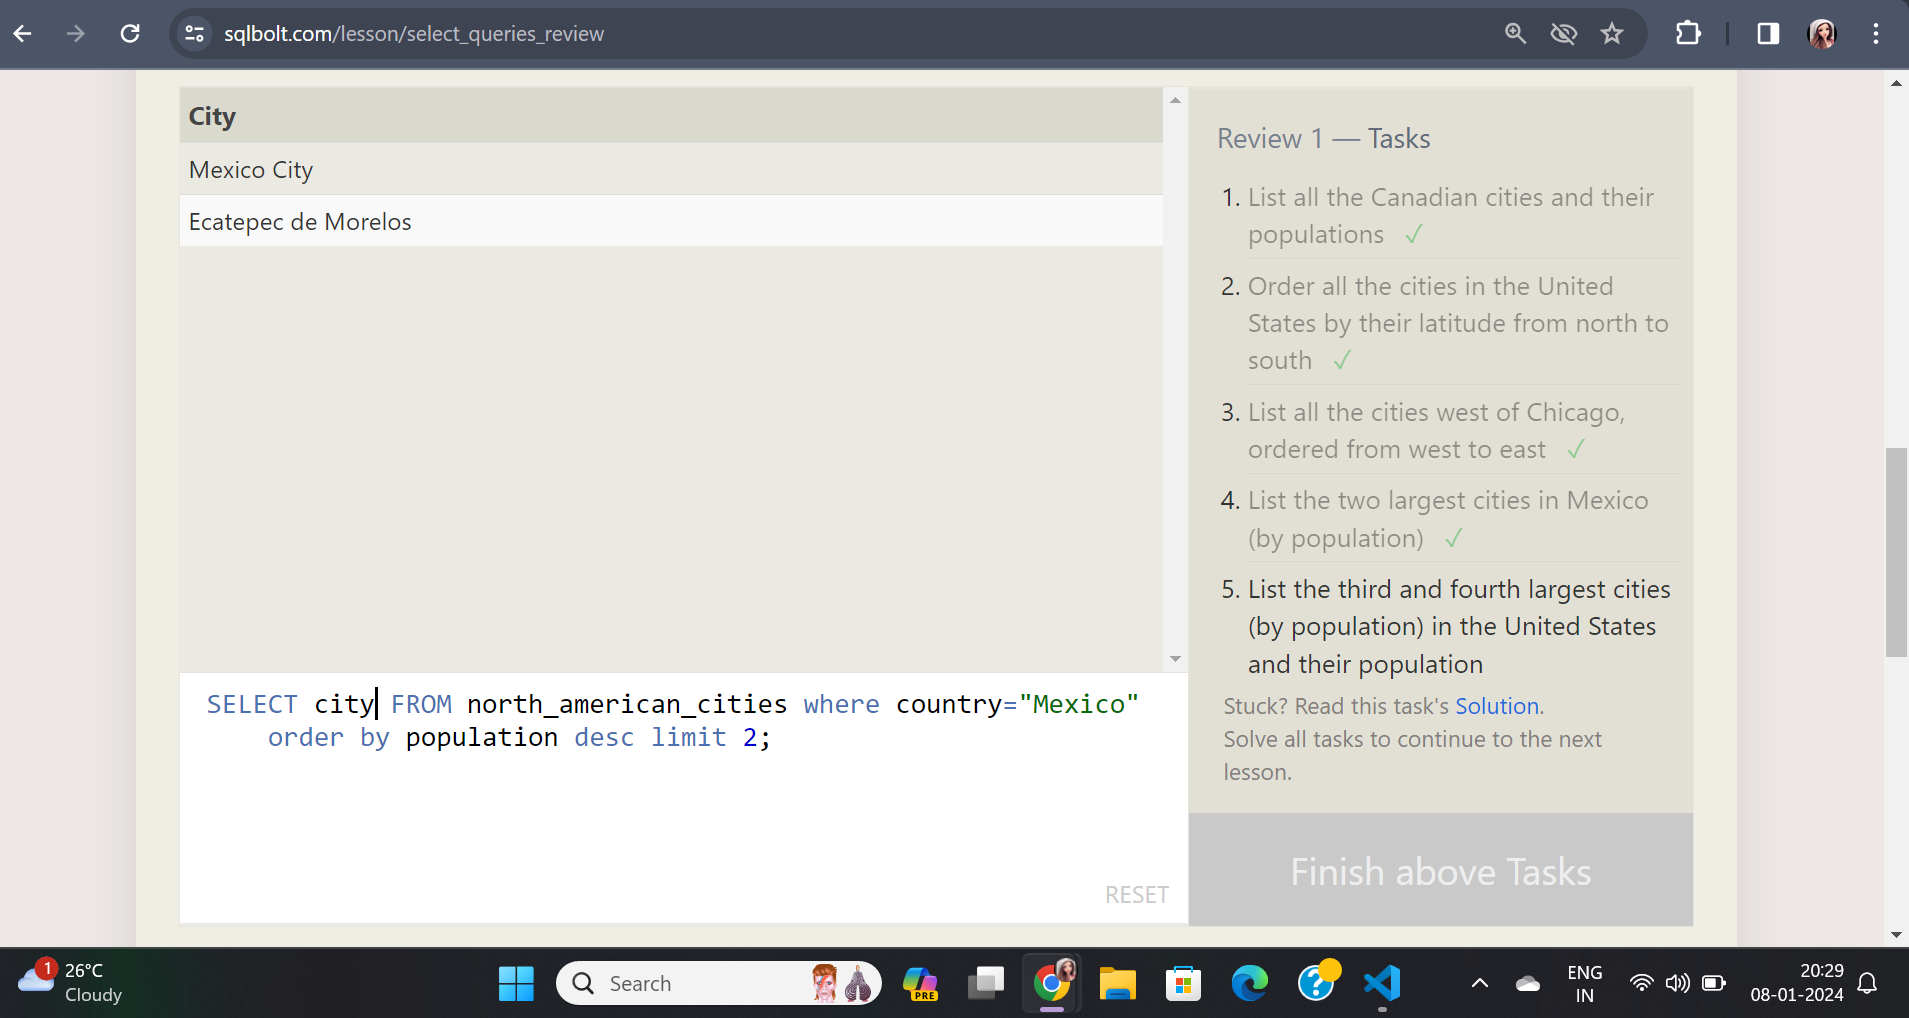 sqlbolt.com/lesson/select_queries_review
City
Mexico City
Ecatepec de Morelos
SELECT city FROM north_american_cities where country="Mexico"
order by population desc limit 2;
RESET
Review 1 — Tasks
1. List all the Canadian cities and their
populations ✓
2. Order all the cities in the United
States by their latitude from north to
south ✓
3. List all the cities west of Chicago,
ordered from west to east ✓
4. List the two largest cities in Mexico
(by population) ✓
5. List the third and fourth largest cities
(by population) in the United States
and their population
Stuck? Read this task's Solution.
Solve all tasks to continue to the next
lesson.
Finish above Tasks
1
26°C
Cloudy
Search
PRE
ENG
IN
20:29
08-01-2024